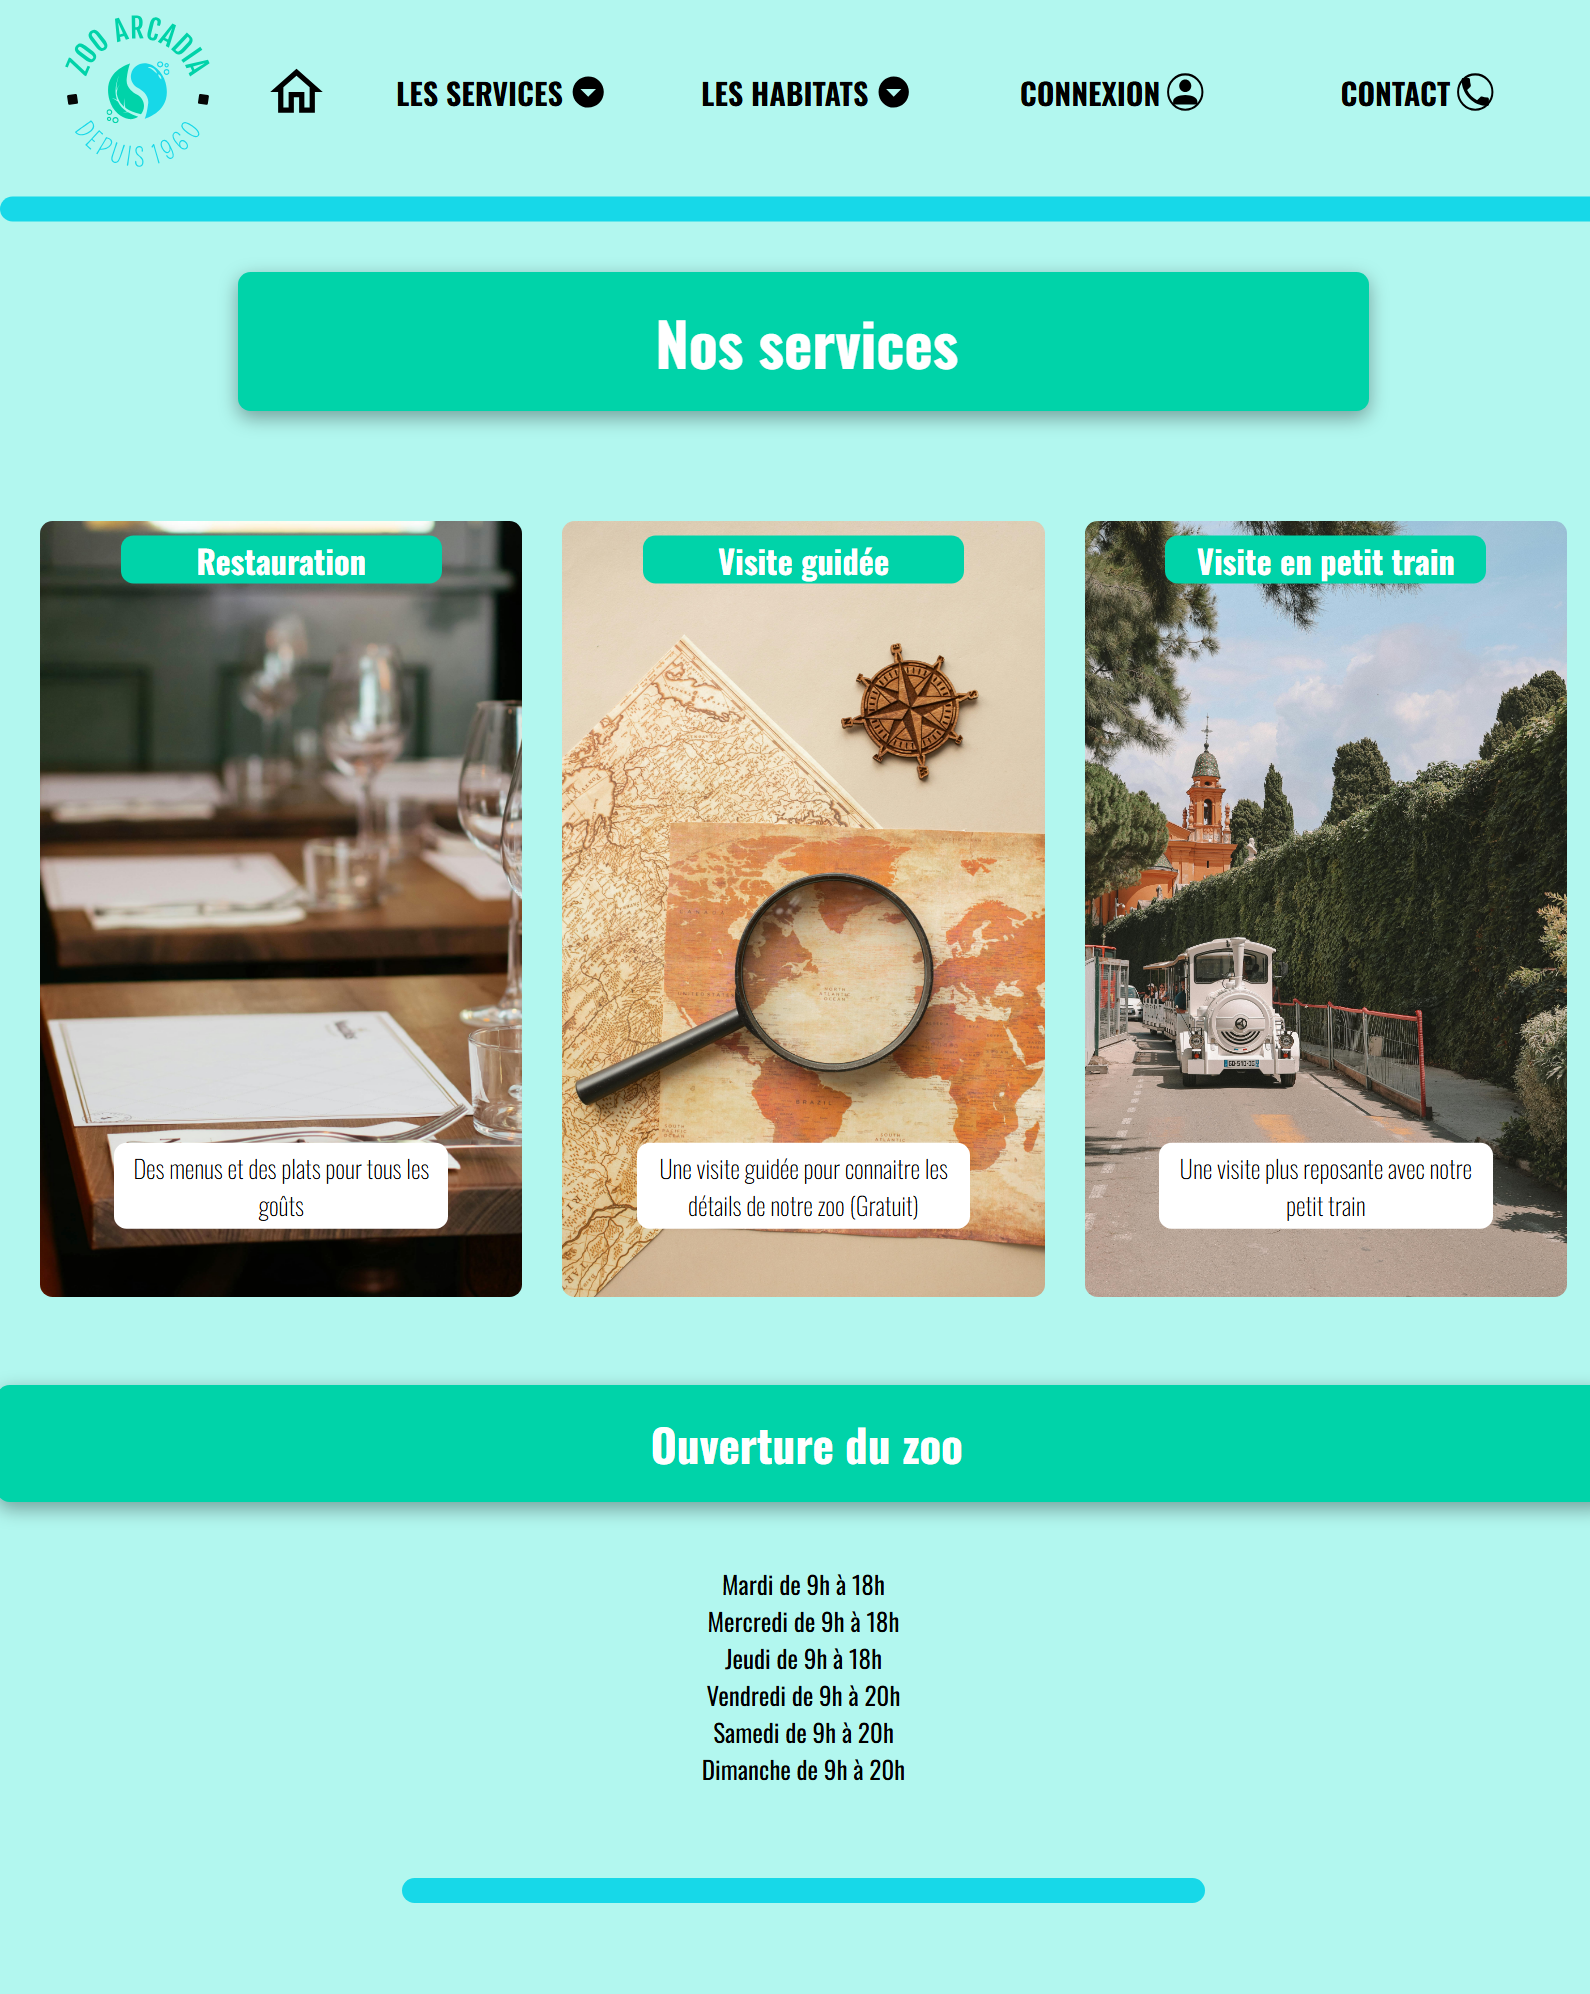 ZOO ARCADIA
DEPUIS 1960
LES SERVICES
LES HABITATS
CONNEXION
CONTACT
Nos services
Restauration
Visite guidée
Visite en petit train
BRAZIL
Des menus et des plats pour tous les
goûts
Une visite guidée pour connaitre les
détails de notre zoo (Gratuit)
Une visite plus reposante avec notre
petit train
Ouverture du zoo
Mardi de 9h à 18h
Mercredi de 9h à 18h
Jeudi de 9h à 18h
Vendredi de 9h à 20h
Samedi de 9h à 20h
Dimanche de 9h à 20h